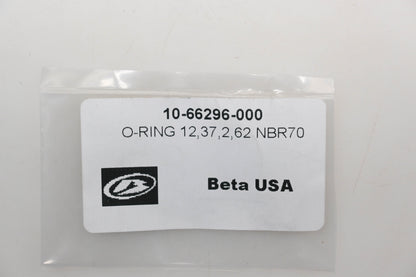 10-66296-000
O-RING 12,37,2,62 NBR70
Beta USA